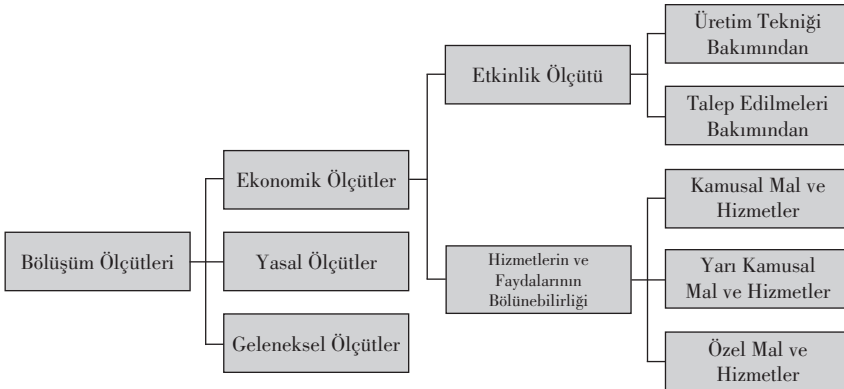 Bölüşüm Ölçütleri
Ekonomik Ölçütler
Yasal Ölçütler
Geleneksel Ölçütler
Etkinlik Ölçütü
Hizmetlerin ve
Faydalarının
Bölünebilirliği
Üretim Tekniği
Bakımından
Talep Edilmeleri
Bakımından
Kamusal Mal ve
Hizmetler
Yarı Kamusal
Mal ve Hizmetler
Özel Mal ve
Hizmetler